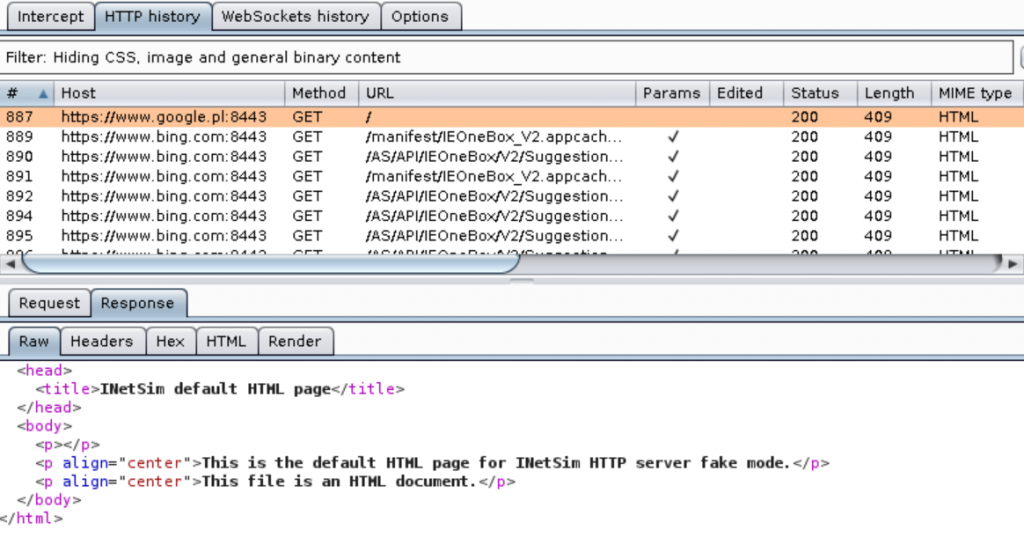 Intercept HTTP history WebSockets history Options
Filter: Hiding CSS, image and general binary content
# Host Method URL Params Edited Status Length MIME type
887 https://www.google.pl:8443 GET / 200 409 HTML
889 https://www.bing.com:8443 GET /manifest/IEOneBox_V2.appcach... ✓ 200 409 HTML
890 https://www.bing.com:8443 GET /AS/API/IEOneBox/V2/Suggestion... ✓ 200 409 HTML
891 https://www.bing.com:8443 GET /manifest/IEOneBox_V2.appcach... ✓ 200 409 HTML
892 https://www.bing.com:8443 GET /AS/API/IEOneBox/V2/Suggestion... ✓ 200 409 HTML
894 https://www.bing.com:8443 GET /AS/API/IEOneBox/V2/Suggestion... ✓ 200 409 HTML
895 https://www.bing.com:8443 GET /AS/API/IEOneBox/V2/Suggestion... ✓ 200 409 HTML
Request Response
Raw Headers Hex HTML Render
<head>
<title>INetSim default HTML page</title>
</head>
<body>
<p></p>
<p align="center">This is the default HTML page for INetSim HTTP server fake mode.</p>
<p align="center">This file is an HTML document.</p>
</body>
</html>